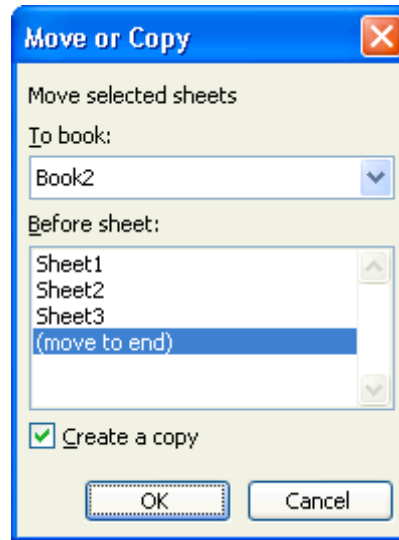 Move or Copy
Move selected sheets
To book:
Book2
Before sheet:
Sheet1
Sheet2
Sheet3
(move to end)
Create a copy
OK Cancel